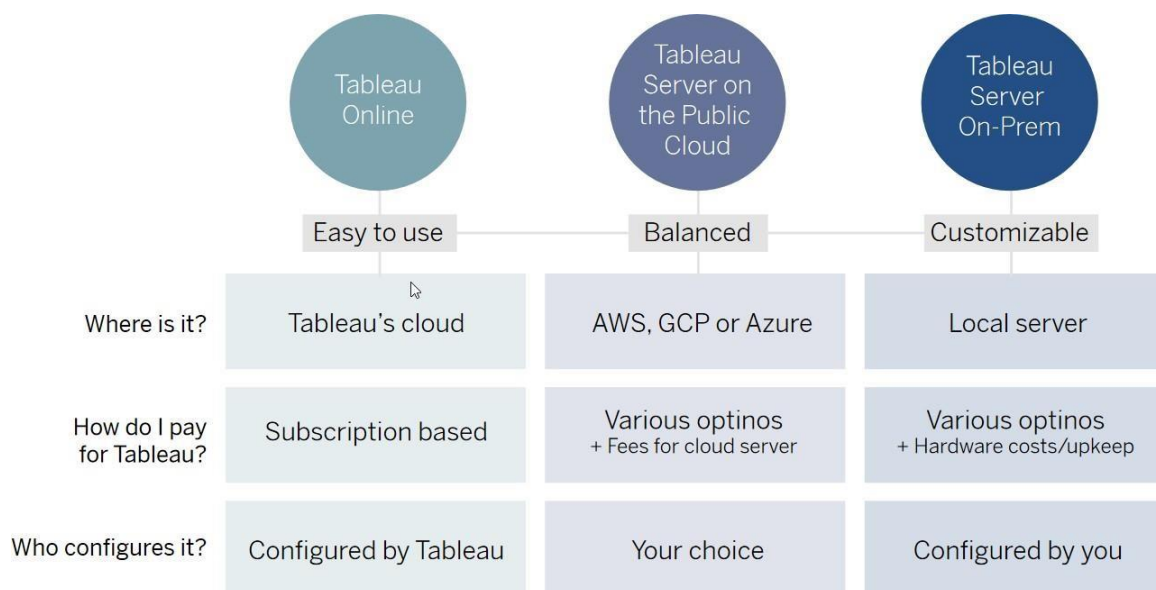 Tableau
Online
Tableau
Server on
the Public
Cloud
Tableau
Server
On-Prem
Easy to use
Balanced
Customizable
Where is it?
Tableau's cloud
AWS, GCP or Azure
Local server
How do I pay
for Tableau?
Subscription based
Various optinos
+ Fees for cloud server
Various optinos
+ Hardware costs/upkeep
Who configures it?
Configured by Tableau
Your choice
Configured by you